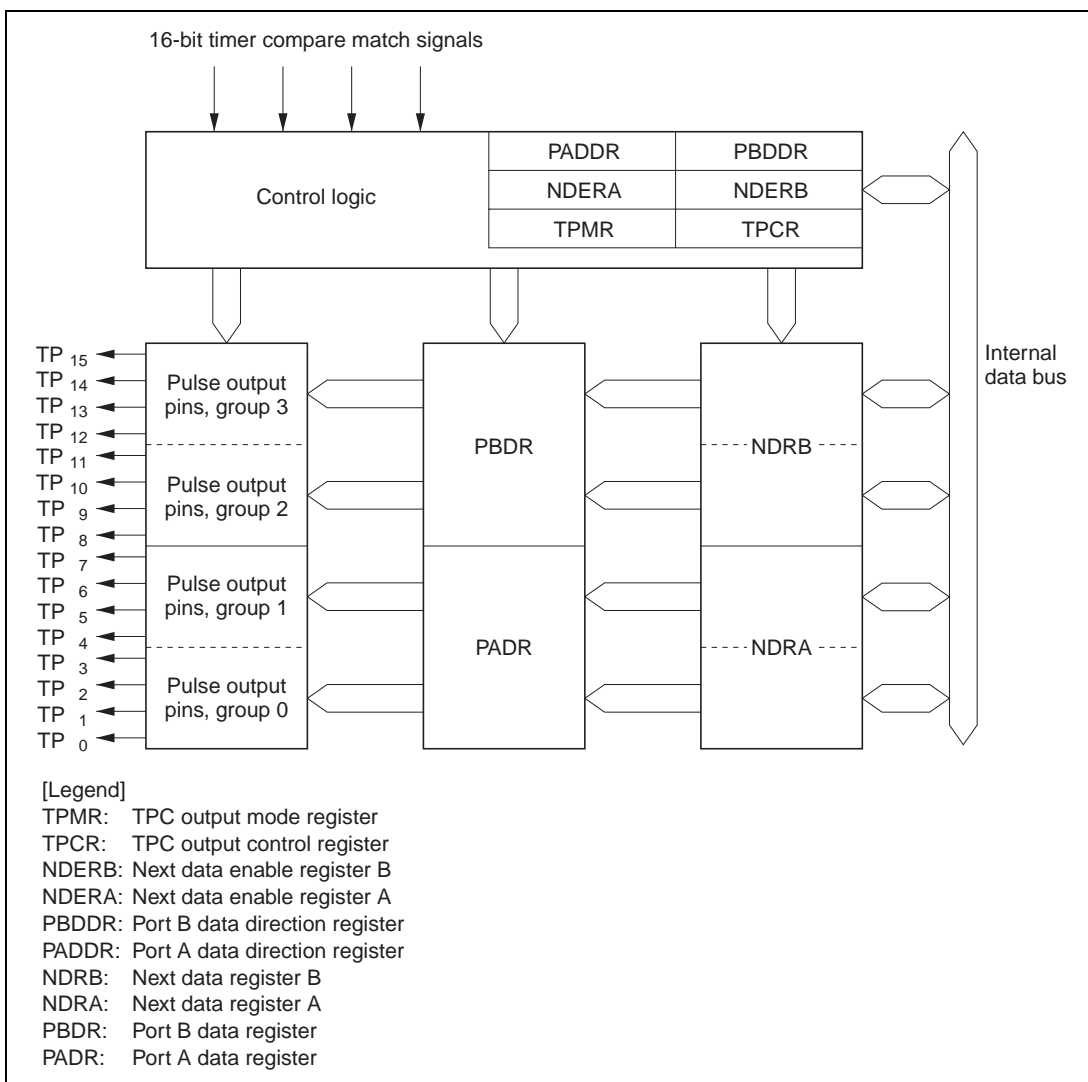 16-bit timer compare match signals
Control logic
PADDR PBDDR
NDERA NDERB
TPMR TPCR
Internal
data bus
TP 15
TP 14
TP 13
TP 12
TP 11
TP 10
TP 9
TP 8
TP 7
TP 6
TP 5
TP 4
TP 3
TP 2
TP 1
TP 0
Pulse output
pins, group 3
Pulse output
pins, group 2
Pulse output
pins, group 1
Pulse output
pins, group 0
PBDR
PADR
NDRB
NDRA
[Legend]
TPMR: TPC output mode register
TPCR: TPC output control register
NDERB: Next data enable register B
NDERA: Next data enable register A
PBDDR: Port B data direction register
PADDR: Port A data direction register
NDRB: Next data register B
NDRA: Next data register A
PBDR: Port B data register
PADR: Port A data register